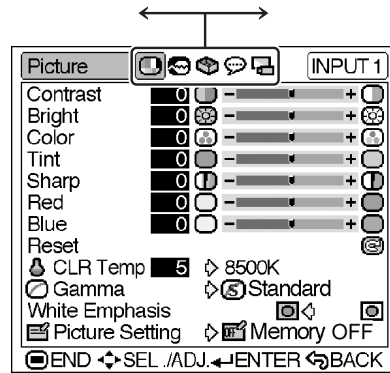 Picture INPUT 1
Contrast 0 - +
Bright 0 - +
Color 0 - +
Tint 0 - +
Sharp 0 - +
Red 0 - +
Blue 0 - +
Reset
CLR Temp 5 8500K
Gamma S Standard
White Emphasis
Picture Setting OFF Memory OFF
END SEL ./ADJ. ENTER BACK